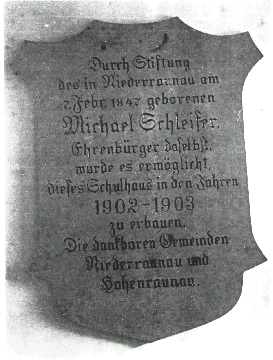 Durch Stiftung
des in Niederraunau am
7. Febr. 1847 geborenen
Michael Schleifer,
Ehrenbürger daselbst,
wurde es ermöglicht
dieses Schulhaus in den Jahren
1902-1903
zu erbauen.
Die dankbaren Gemeinden
Niederraunau und
Hohenraunau.